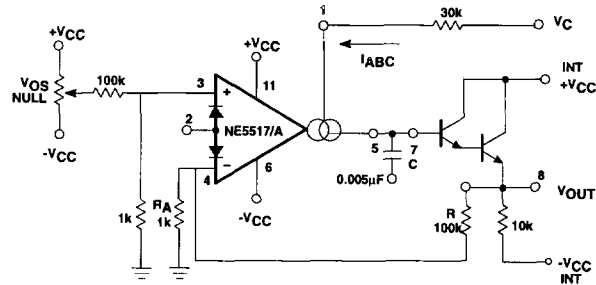 1
30k
VC
+VCC
IABC
VOS
NULL
100k
3
+
+VCC
11
INT
+VCC
2
NE5517/A
5
7
C
-VCC
4
–
6
0.005µF
8
VOUT
1k
RA
1k
-VCC
R
100k
10k
-VCC
INT